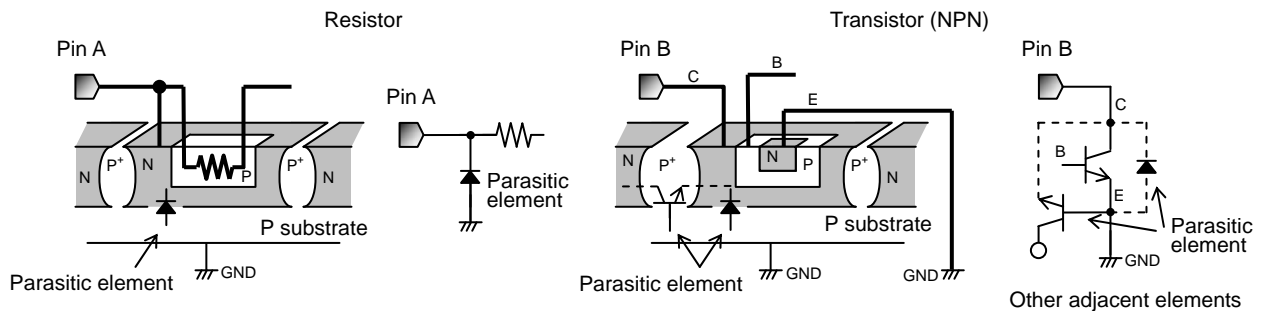 Resistor
Pin A
N
P+
N
P
P+
N
P substrate
GND
Parasitic element
Pin A
Parasitic
element
Transistor (NPN)
Pin B
C
B
E
N
P+
N
P
P+
N
P substrate
GND
GND
Parasitic element
Pin B
C
B
E
Parasitic
element
GND
Other adjacent elements